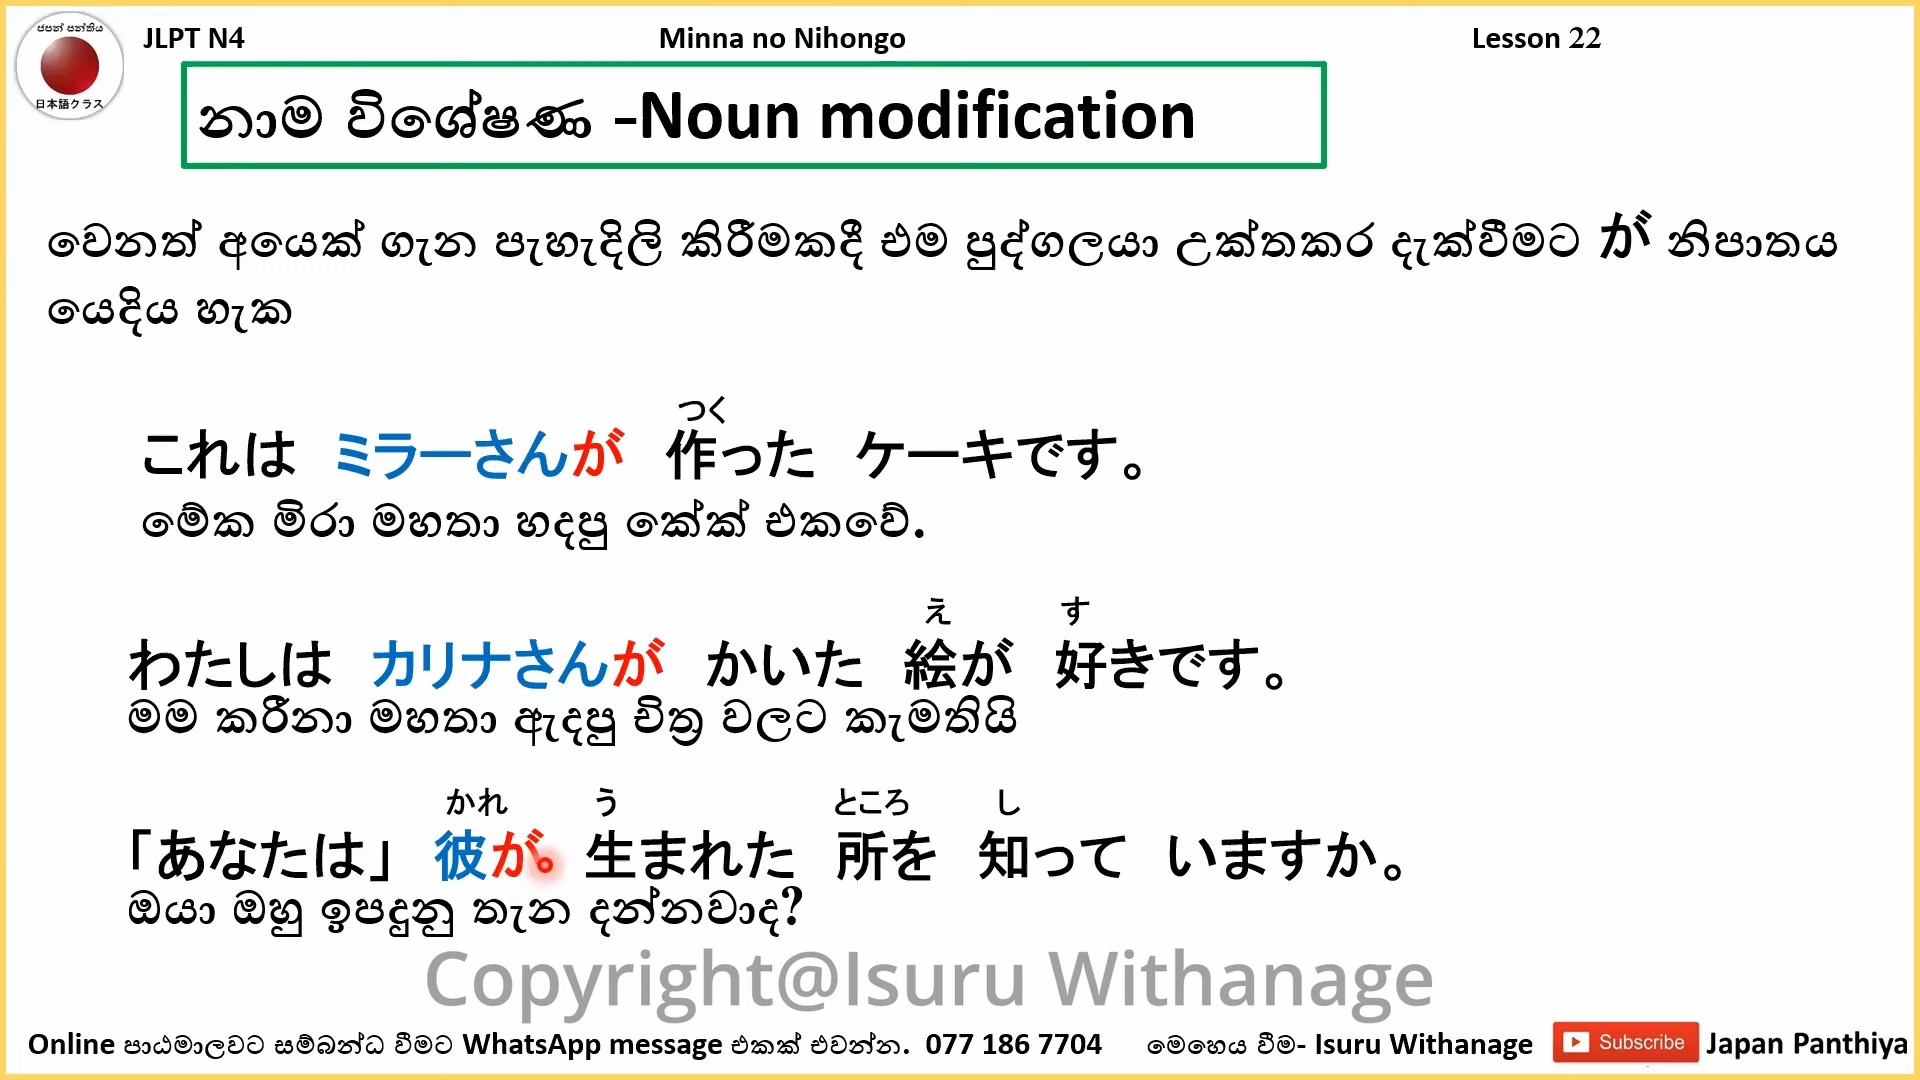 ජපන් පන්තිය
日本語クラス
JLPT N4 Minna no Nihongo Lesson 22
නාම විශේෂණ -Noun modification
වෙනත් අයෙක් ගැන පැහැදිලි කිරීමකදී එම පුද්ගලයා උක්තකර දැක්වීමට が නිපාතය
යෙදිය හැක
つく
これは ミラーさんが 作った ケーキです。
මේක මිරා මහතා හදපු කේක් එකවේ.
え す
わたしは カリナさんが かいた 絵が 好きです。
මම කරීනා මහතා ඇදපු චිත්‍ර වලට කැමතියි
かれ う ところ し
「あなたは」 彼が 生まれた 所を 知って いますか。
ඔයා ඔහු ඉපදුනු තැන දන්නවාද?
Copyright@Isuru Withanage
Online පාඨමාලවට සම්බන්ධ වීමට WhatsApp message එකක් එවන්න. 077 186 7704 මෙහෙය වීම- Isuru Withanage Subscribe Japan Panthiya